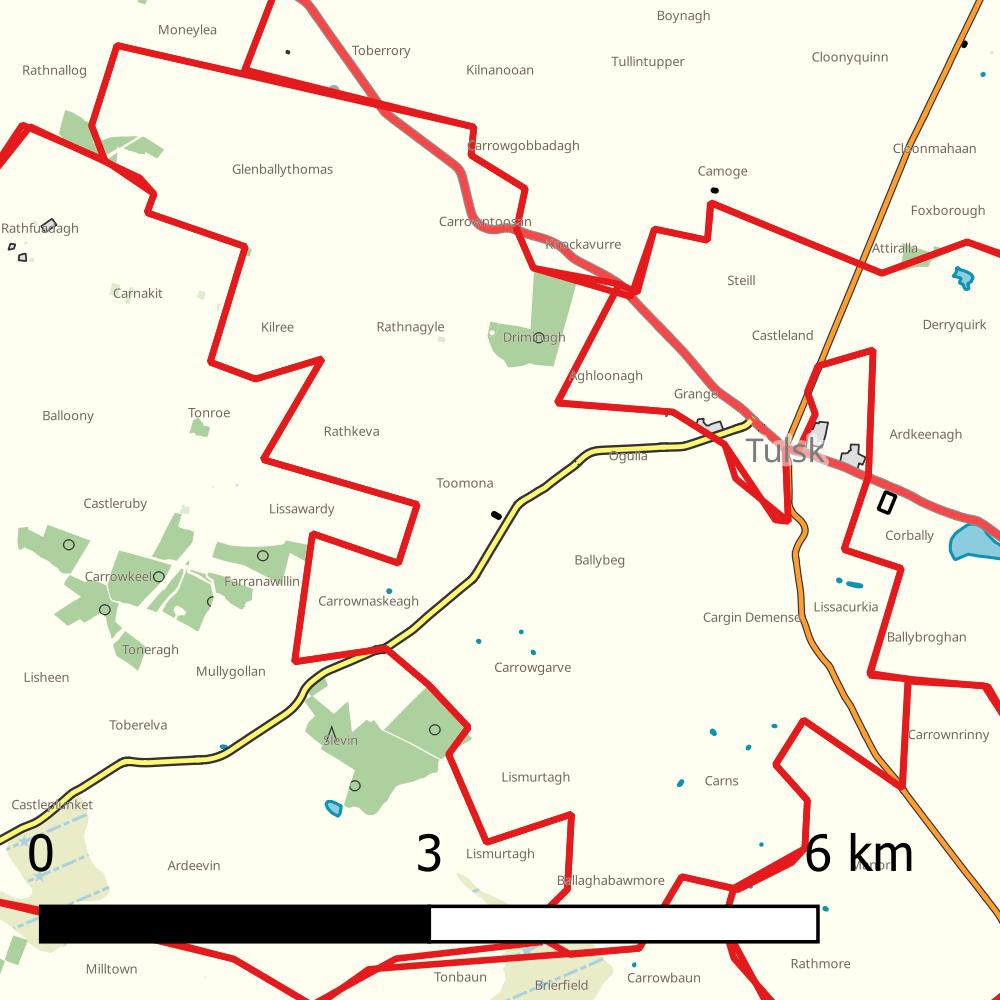 Boynagh
Moneylea
Toberrory
Cloonyquinn
Tullintupper
Rathnallog
Kilnanooan
Carrowgobbadagh
Cloonmahaan
Glenballythomas
Camoge
Foxborough
Carrowntoosan
Rathfudagh
Knockavurre
Attiralla
Steill
Carnakit
Derryquirk
Kilree
Rathnagyle
Driminagh
Castleland
Aghloonagh
Grange
Balloony
Tonroe
Rathkeva
Ardkeenagh
Tulsk
Ogulla
Toomona
Castleruby
Lissawardy
Corbally
Ballybeg
Carrowkeel
Farranawillin
Carrownaskeagh
Lissacurkia
Cargin Demense
Ballybroghan
Toneragh
Mullygollan
Carrowgarve
Lisheen
Toberelva
Carrownrinny
Slevin
Lismurtagh
Carns
Castleplunket
0 3 6 km
Lismurtagh
Ardeevin
Ballaghabawmore
Milltown
Rathmore
Tonbaun
Carrowbaun
Brierfield